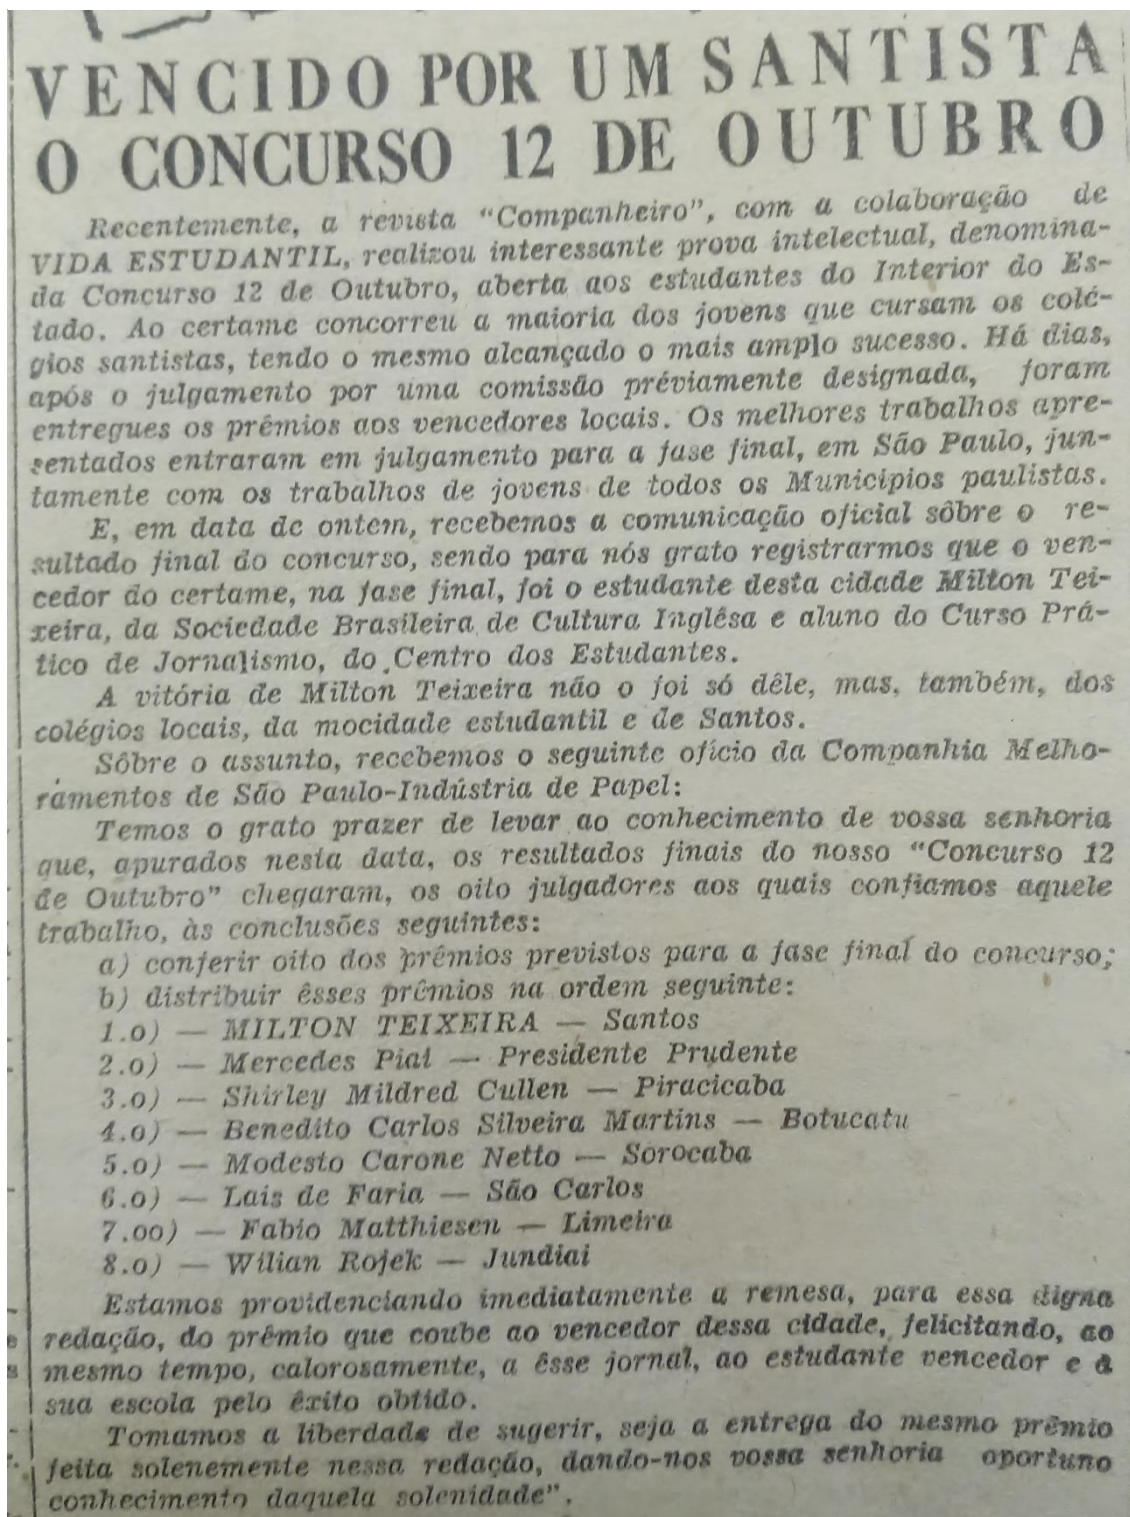 VENCIDO POR UM SANTISTA
O CONCURSO 12 DE OUTUBRO
Recentemente, a revista "Companheiro", com a colaboração de
VIDA ESTUDANTIL, realizou interessante prova intelectual, denomina-
da Concurso 12 de Outubro, aberta aos estudantes do Interior do Es-
tado. Ao certame concorreu a maioria dos jovens que cursam os colé-
gios santistas, tendo o mesmo alcançado o mais amplo sucesso. Há dias,
após o julgamento por uma comissão préviamente designada, foram
entregues os prêmios aos vencedores locais. Os melhores trabalhos apre-
sentados entraram em julgamento para a fase final, em São Paulo, jun-
tamente com os trabalhos de jovens de todos os Municipios paulistas.
E, em data de ontem, recebemos a comunicação oficial sôbre o re-
sultado final do concurso, sendo para nós grato registrarmos que o ven-
cedor do certame, na fase final, foi o estudante desta cidade Milton Tei-
xeira, da Sociedade Brasileira de Cultura Inglêsa e aluno do Curso Prá-
tico de Jornalismo, do Centro dos Estudantes.
A vitória de Milton Teixeira não o foi só dêle, mas, também, dos
colégios locais, da mocidade estudantil e de Santos.
Sôbre o assunto, recebemos o seguinte ofício da Companhia Melho-
ramentos de São Paulo-Indústria de Papel:
Temos o grato prazer de levar ao conhecimento de vossa senhoria
que, apurados nesta data, os resultados finais do nosso "Concurso 12
de Outubro" chegaram, os oito julgadores aos quais confiamos aquele
trabalho, às conclusões seguintes:
a) conferir oito dos prêmios previstos para a fase final do concurso;
b) distribuir êsses prêmios na ordem seguinte:
1.o) — MILTON TEIXEIRA — Santos
2.o) — Mercedes Piai — Presidente Prudente
3.o) — Shirley Mildred Cullen — Piracicaba
4.o) — Benedito Carlos Silveira Martins — Botucatu
5.o) — Modesto Carone Netto — Sorocaba
6.o) — Lais de Faria — São Carlos
7.oo) — Fabio Matthiesen — Limeira
8.o) — Wilian Rojek — Jundiai
Estamos providenciando imediatamente a remesa, para essa digna
redação, do prêmio que coube ao vencedor dessa cidade, felicitando, ao
mesmo tempo, calorosamente, a êsse jornal, ao estudante vencedor e à
sua escola pelo êxito obtido.
Tomamos a liberdade de sugerir, seja a entrega do mesmo prêmio
feita solenemente nessa redação, dando-nos vossa senhoria oportuno
conhecimento daquela solenidade".